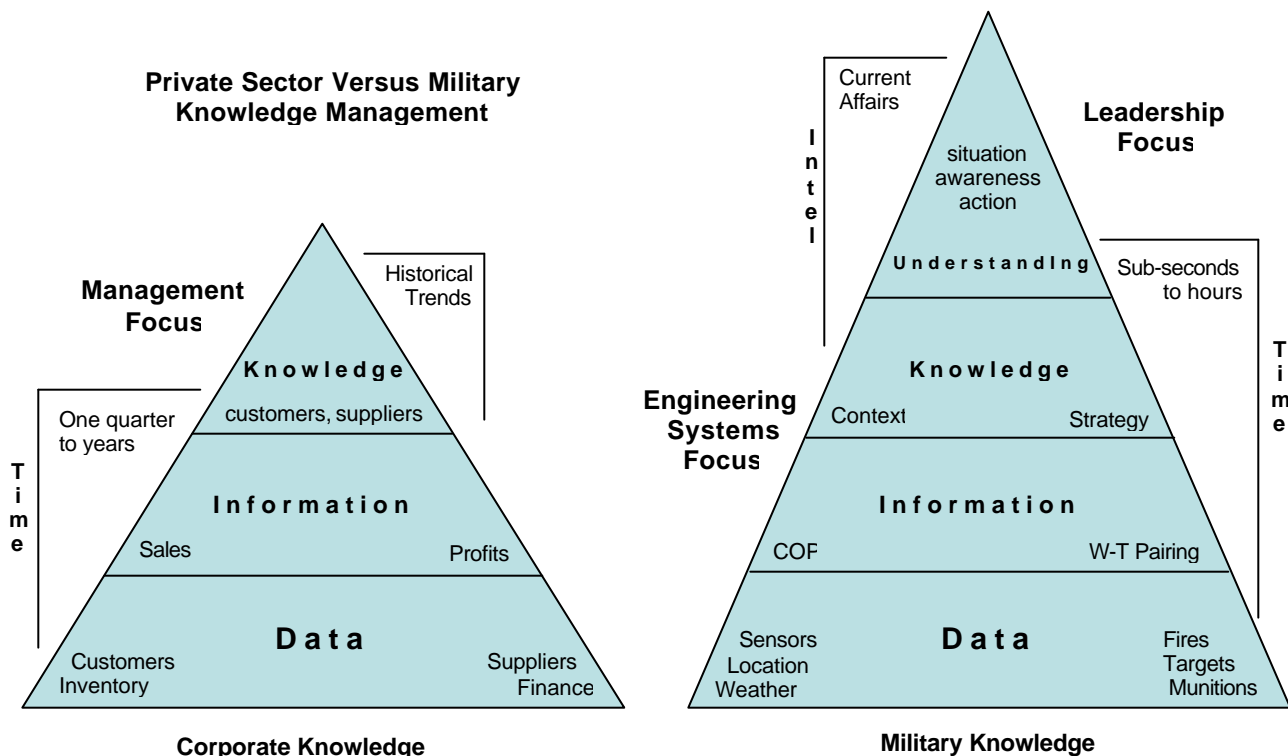 Private Sector Versus Military
Knowledge Management
Management
Focus
Historical
Trends
Time
One quarter
to years
Knowledge
customers, suppliers
Information
Sales
Profits
Data
Customers
Inventory
Suppliers
Finance
Corporate Knowledge
Intel
Current
Affairs
Leadership
Focus
situation
awareness
action
UnderstandIng
Sub-seconds
to hours
Time
Engineering
Systems
Focus
Knowledge
Context
Strategy
Information
COP
W-T Pairing
Data
Sensors
Location
Weather
Fires
Targets
Munitions
Military Knowledge